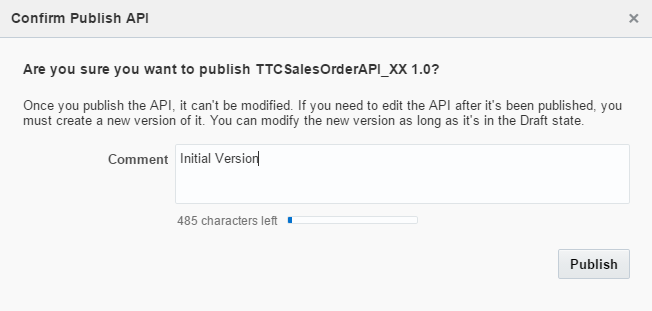 Confirm Publish API
×
Are you sure you want to publish TTCSalesOrderAPI_XX 1.0?
Once you publish the API, it can't be modified. If you need to edit the API after it's been published, you
must create a new version of it. You can modify the new version as long as it's in the Draft state.
Comment Initial Version
485 characters left
Publish